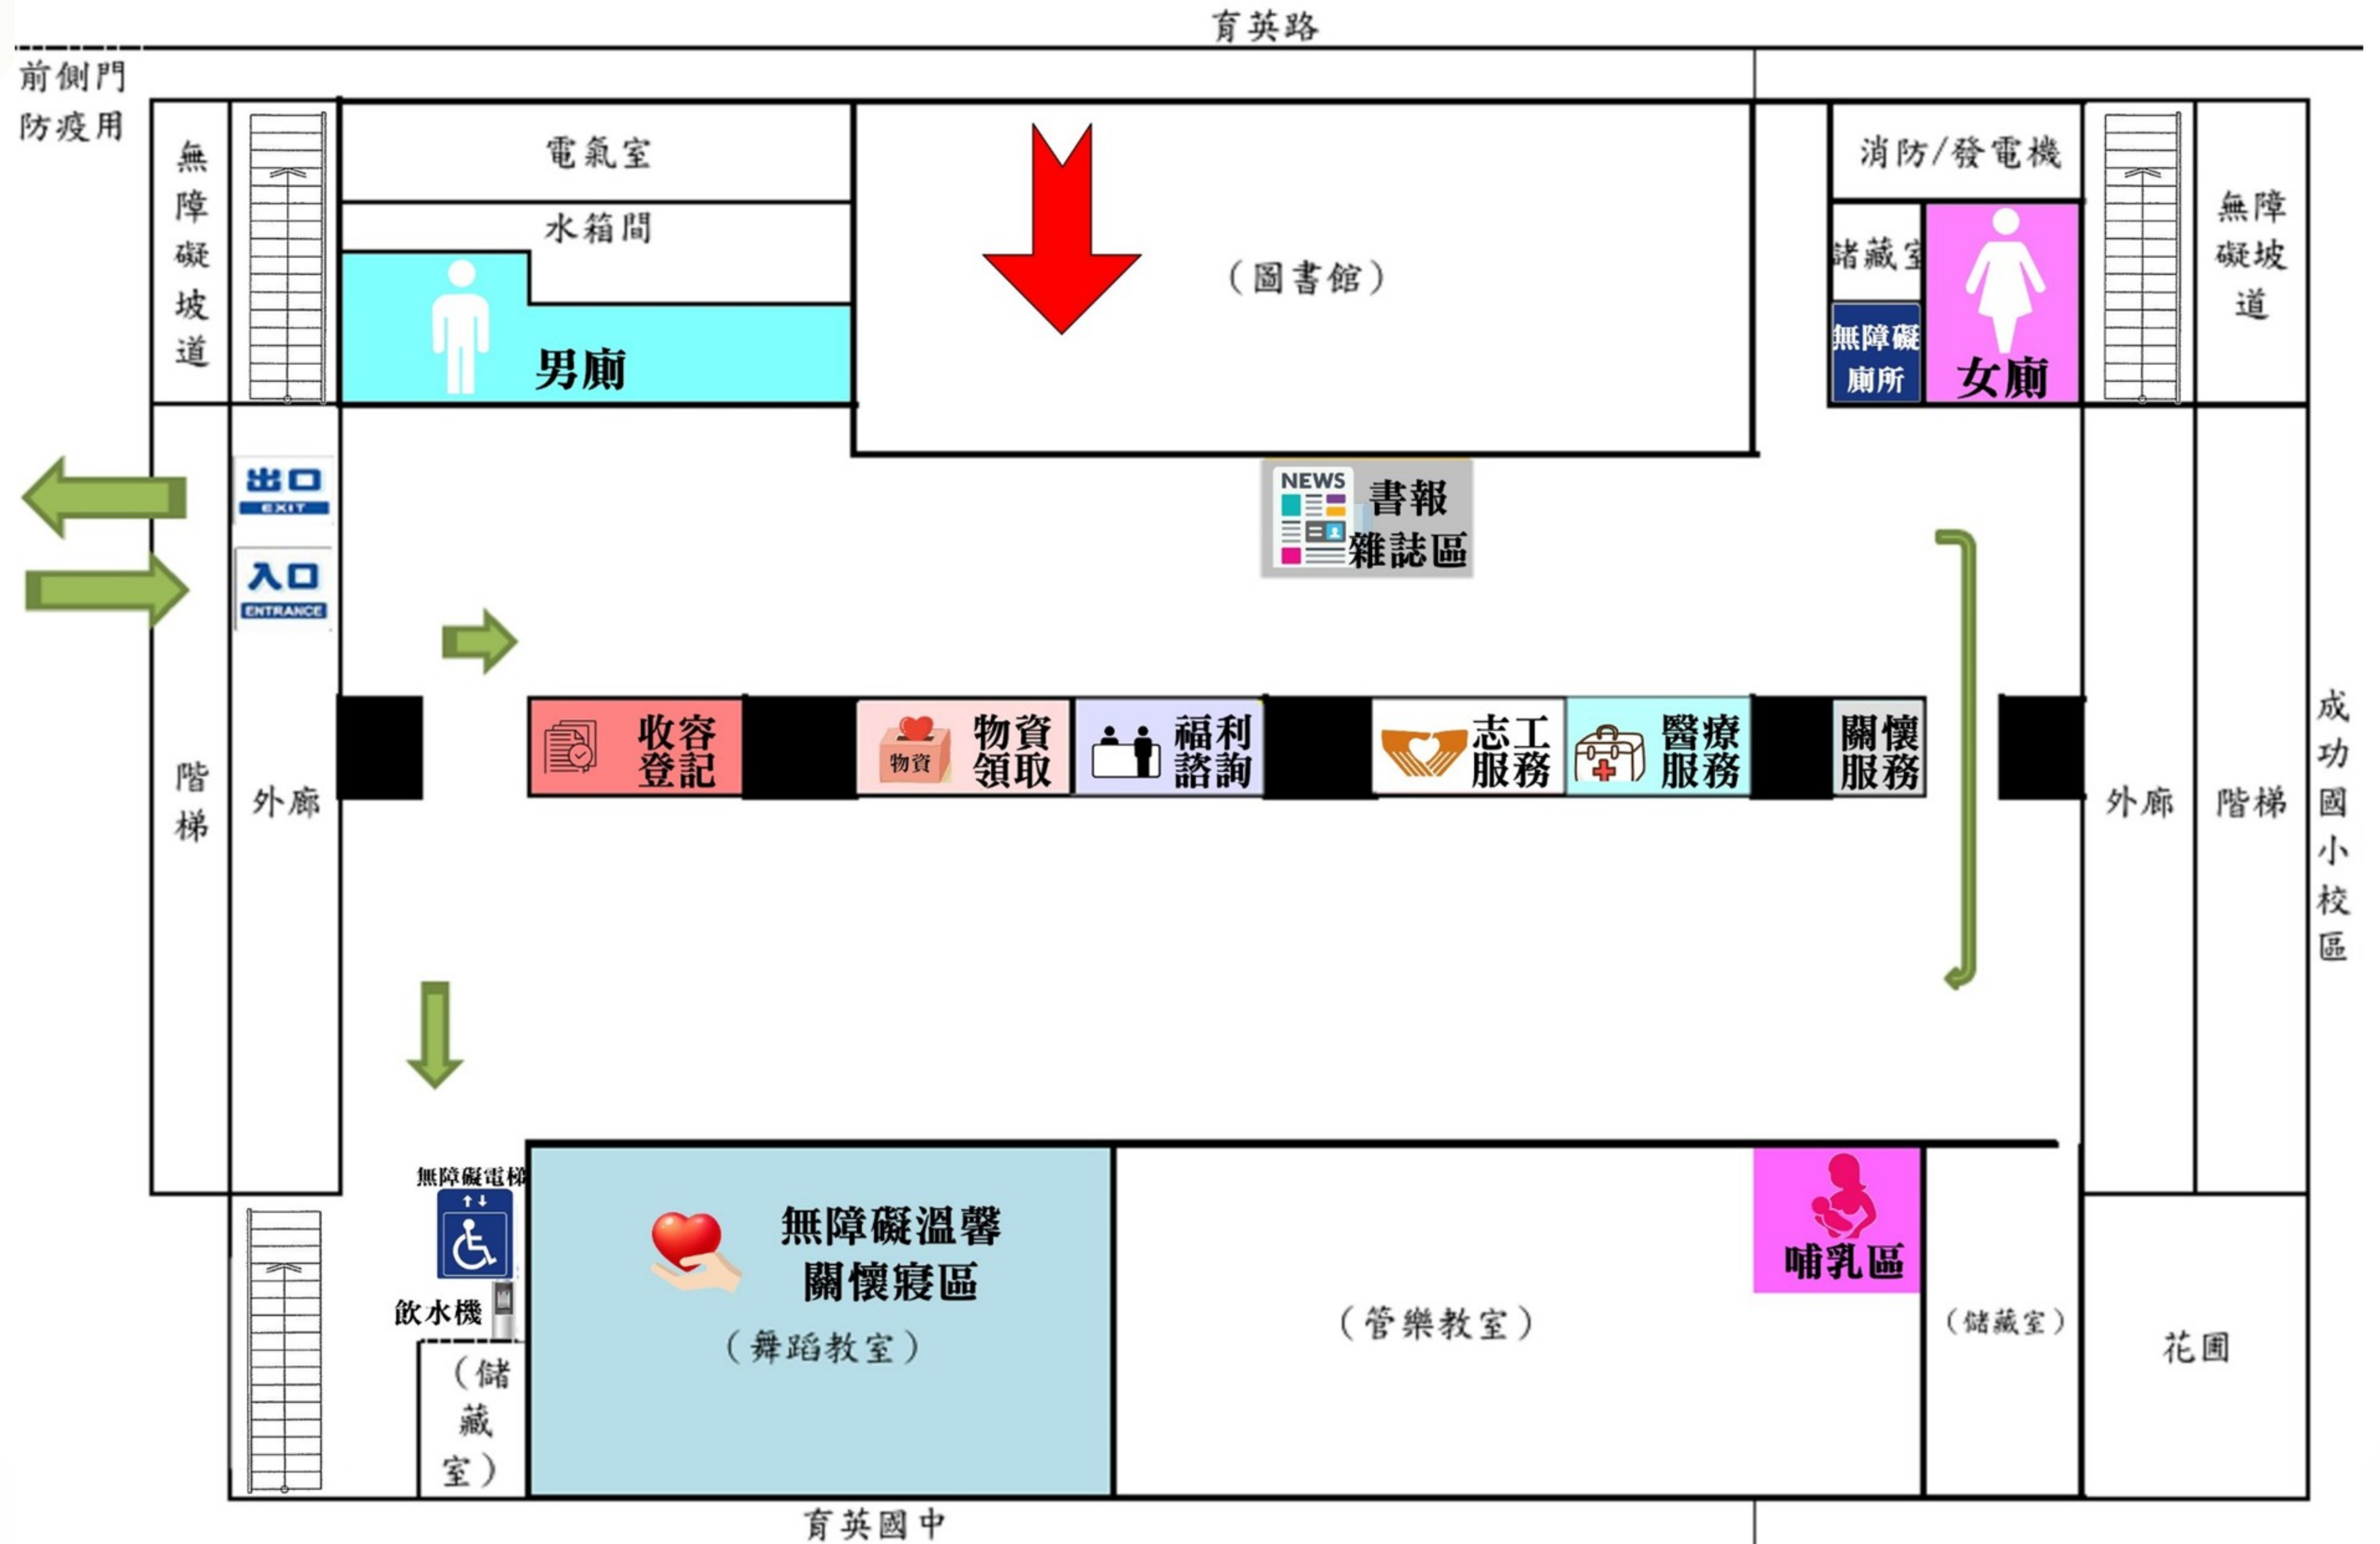 育英路
前側門
防疫用
無障礙坡道
電氣室
水箱間
男廁
（圖書館）
消防/發電機
儲藏室
無障礙
廁所
女廁
無障
礙坡
道
出口
EXIT
入口
ENTRANCE
NEWS
書報
雜誌區
收容
登記
物資
物資
領取
福利
諮詢
志工
服務
醫療
服務
關懷
服務
階梯
外廊
外廊
階梯
成功國小校區
無障礙電梯
飲水機
（儲
藏
室）
無障礙溫馨
關懷寢區
（舞蹈教室）
（管樂教室）
哺乳區
（儲藏室）
花圃
育英國中